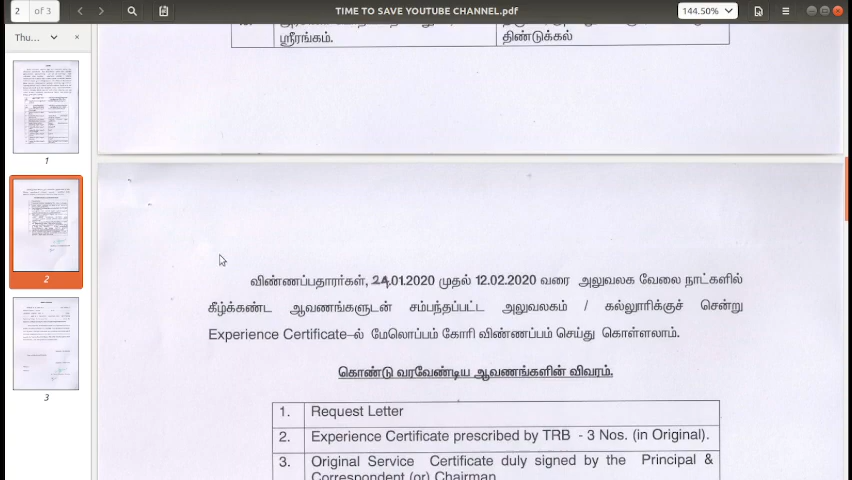 2 of 3
TIME TO SAVE YOUTUBE CHANNEL.pdf
144.50%
Thu...
1
2
3
ஸ்ரீரங்கம்.
திண்டுக்கல்
விண்ணப்பதாரர்கள், 24.01.2020 முதல் 12.02.2020 வரை அலுவலக வேலை நாட்களில்
கீழ்க்கண்ட ஆவணங்களுடன் சம்பந்தப்பட்ட அலுவலகம் / கல்லூரிக்குச் சென்று
Experience Certificate-ல் மேலொப்பம் கோரி விண்ணப்பம் செய்து கொள்ளலாம்.
கொண்டு வரவேண்டிய ஆவணங்களின் விவரம்.
1. Request Letter
2. Experience Certificate prescribed by TRB - 3 Nos. (in Original).
3. Original Service Certificate duly signed by the Principal &
Correspondent (or) Chairman